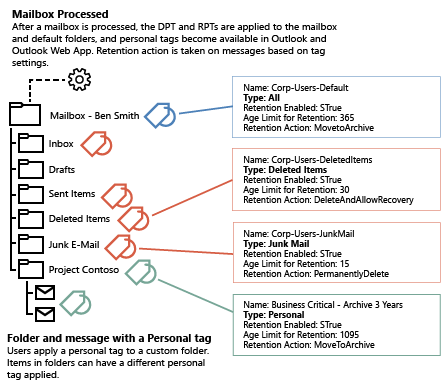 Mailbox Processed
After a mailbox is processed, the DPT and RPTs are applied to the mailbox
and default folders, and personal tags become available in Outlook and
Outlook Web App. Retention action is taken on messages based on tag
settings.
Mailbox - Ben Smith
Inbox
Drafts
Sent Items
Deleted Items
Junk E-Mail
Project Contoso
Name: Corp-Users-Default
Type: All
Retention Enabled: STrue
Age Limit for Retention: 365
Retention Action: MovetoArchive
Name: Corp-Users-DeletedItems
Type: Deleted Items
Retention Enabled: STrue
Age Limit for Retention: 30
Retention Action: DeleteAndAllowRecovery
Name: Corp-Users-JunkMail
Type: Junk Mail
Retention Enabled: STrue
Age Limit for Retention: 15
Retention Action: PermanentlyDelete
Name: Business Critical - Archive 3 Years
Type: Personal
Retention Enabled: STrue
Age Limit for Retention: 1095
Retention Action: MoveToArchive
Folder and message with a Personal tag
Users apply a personal tag to a custom folder.
Items in folders can have a different personal
tag applied.